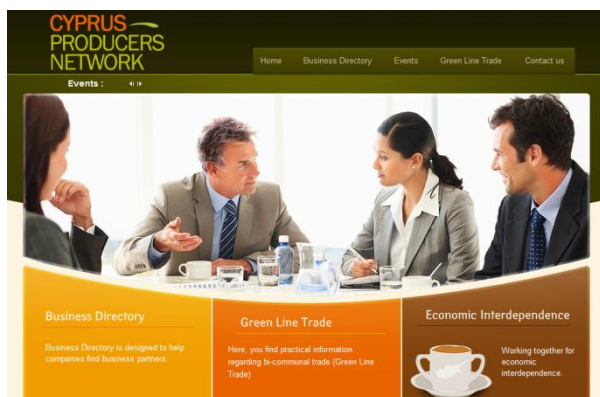 CYPRUS
PRODUCERS
NETWORK
Home Business Directory Events Green Line Trade Contact us
Events :
Business Directory
Business Directory is designed to help
companies find business partners.
Green Line Trade
Here, you find practical information
regarding bi-communal trade (Green Line
Trade)
Economic Interdependence
Working together for
economic
interdependence.